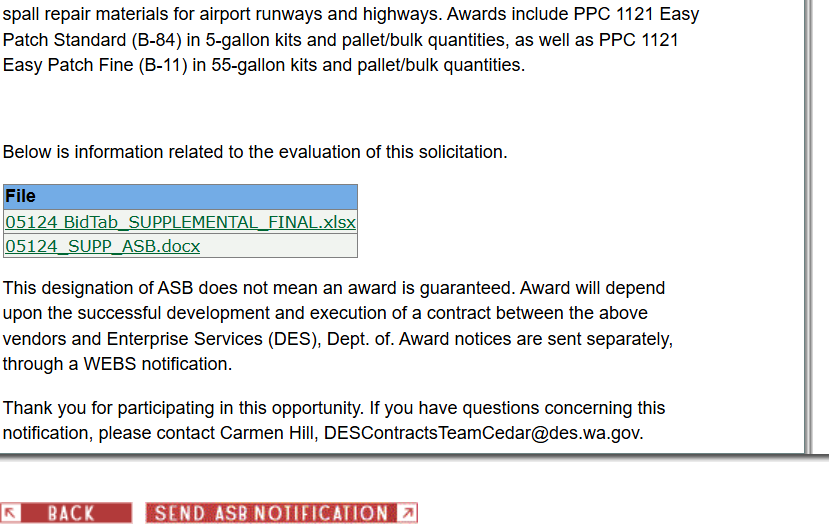 spall repair materials for airport runways and highways. Awards include PPC 1121 Easy
Patch Standard (B-84) in 5-gallon kits and pallet/bulk quantities, as well as PPC 1121
Easy Patch Fine (B-11) in 55-gallon kits and pallet/bulk quantities.
Below is information related to the evaluation of this solicitation.
File
05124 BidTab_SUPPLEMENTAL_FINAL.xlsx
05124_SUPP_ASB.docx
This designation of ASB does not mean an award is guaranteed. Award will depend
upon the successful development and execution of a contract between the above
vendors and Enterprise Services (DES), Dept. of. Award notices are sent separately,
through a WEBS notification.
Thank you for participating in this opportunity. If you have questions concerning this
notification, please contact Carmen Hill, DESContractsTeamCedar@des.wa.gov.
BACK SEND ASB NOTIFICATION